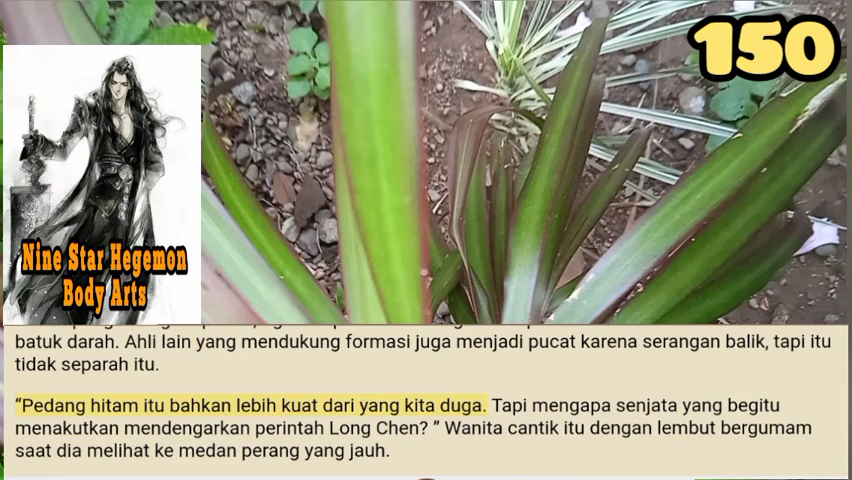 150
Nine Star Hegemon
Body Arts
batuk darah. Ahli lain yang mendukung formasi juga menjadi pucat karena serangan balik, tapi itu
tidak separah itu.
“Pedang hitam itu bahkan lebih kuat dari yang kita duga. Tapi mengapa senjata yang begitu
menakutkan mendengarkan perintah Long Chen? ” Wanita cantik itu dengan lembut bergumam
saat dia melihat ke medan perang yang jauh.